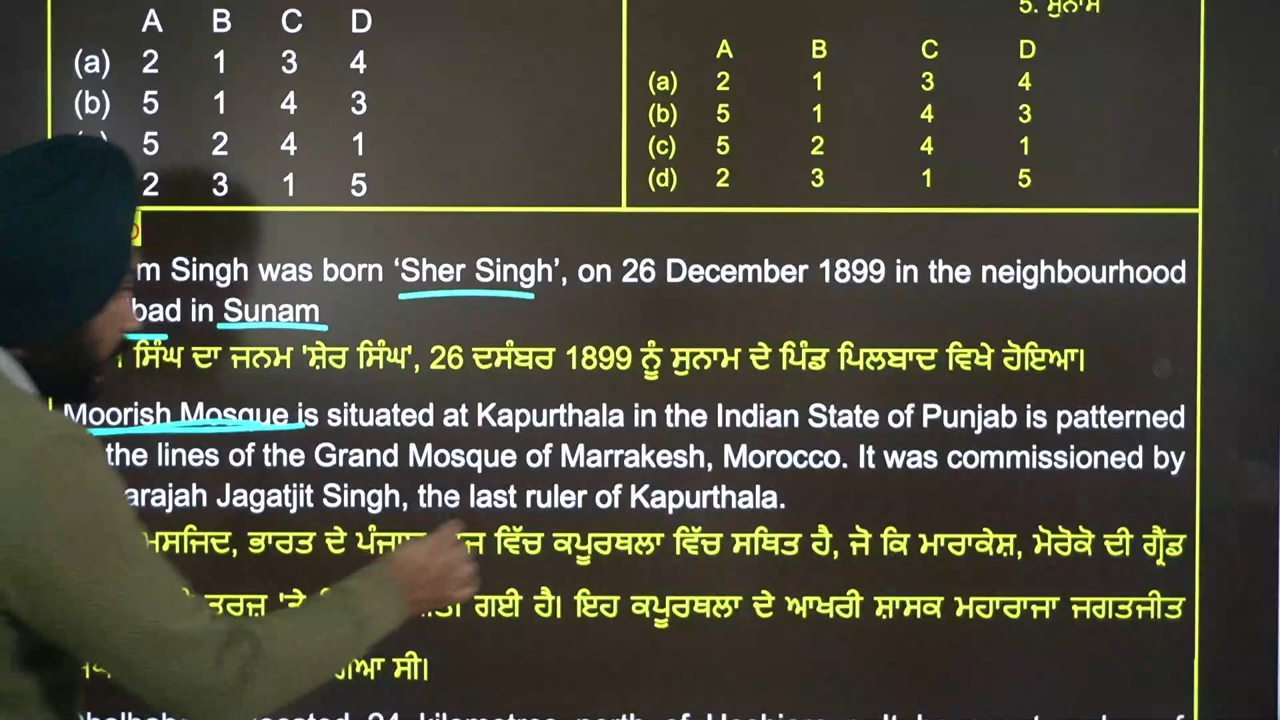 A B C D
(a) 2 1 3 4
(b) 5 1 4 3
5 2 4 1
2 3 1 5
5. ਸੁਨਾਮ
A B C D
(a) 2 1 3 4
(b) 5 1 4 3
(c) 5 2 4 1
(d) 2 3 1 5
Singh was born ‘Sher Singh’, on 26 December 1899 in the neighbourhood
in Sunam
ਸਿੰਘ ਦਾ ਜਨਮ 'ਸ਼ੇਰ ਸਿੰਘ', 26 ਦਸੰਬਰ 1899 ਨੂੰ ਸੁਨਾਮ ਦੇ ਪਿੰਡ ਪਿਲਬਾਦ ਵਿਖੇ ਹੋਇਆ।
Moorish Mosque is situated at Kapurthala in the Indian State of Punjab is patterned
the lines of the Grand Mosque of Marrakesh, Morocco. It was commissioned by
Jagatjit Singh, the last ruler of Kapurthala.
ਮਸਜਿਦ, ਭਾਰਤ ਦੇ ਵਿੱਚ ਕਪੂਰਥਲਾ ਵਿੱਚ ਸਥਿਤ ਹੈ, ਜੋ ਕਿ ਮਾਰਾਕੇਸ਼, ਮੋਰੋਕੋ ਦੀ ਗ੍ਰੈਂਡ
ਤਰਜ਼ 'ਤੇ ਗਈ ਹੈ। ਇਹ ਕਪੂਰਥਲਾ ਦੇ ਆਖਰੀ ਸ਼ਾਸਕ ਮਹਾਰਾਜਾ ਜਗਤਜੀਤ
ਸੀ।